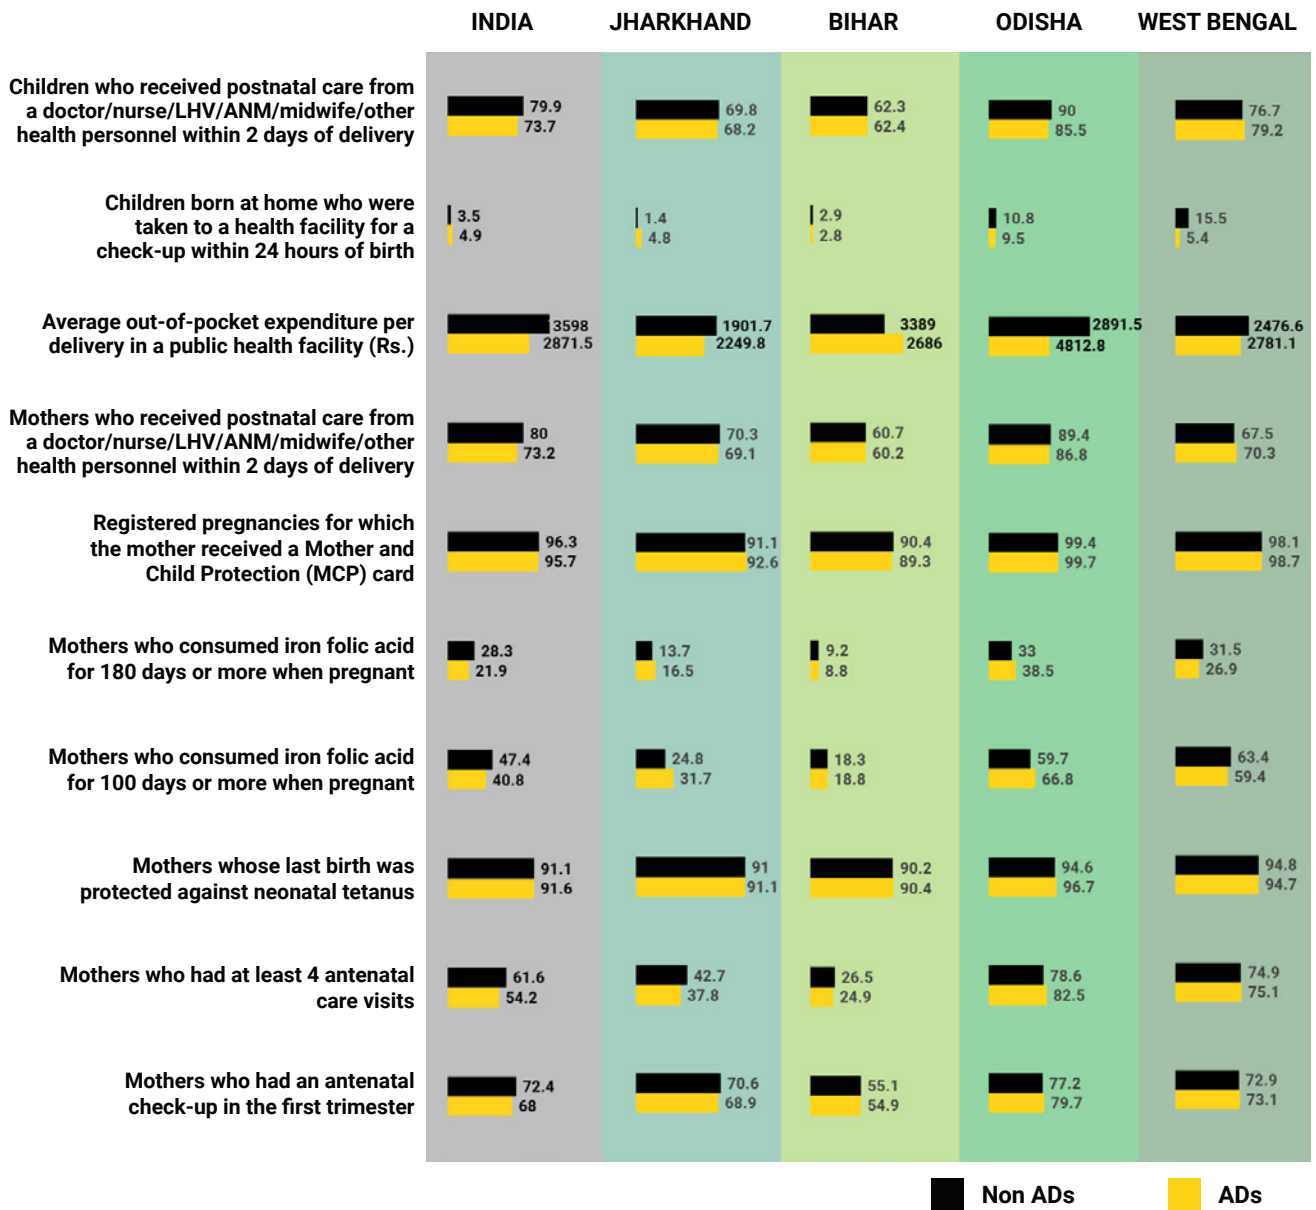 INDIA JHARKHAND BIHAR ODISHA WEST BENGAL
Children who received postnatal care from
a doctor/nurse/LHV/ANM/midwife/other
health personnel within 2 days of delivery
79.9 69.8 62.3 90 76.7
73.7 68.2 62.4 85.5 79.2
Children born at home who were
taken to a health facility for a
check-up within 24 hours of birth
3.5 1.4 2.9 10.8 15.5
4.9 4.8 2.8 9.5 5.4
Average out-of-pocket expenditure per
delivery in a public health facility (Rs.)
3598 1901.7 3389 2891.5 2476.6
2871.5 2249.8 2686 4812.8 2781.1
Mothers who received postnatal care from
a doctor/nurse/LHV/ANM/midwife/other
health personnel within 2 days of delivery
80 70.3 60.7 89.4 67.5
73.2 69.1 60.2 86.8 70.3
Registered pregnancies for which
the mother received a Mother and
Child Protection (MCP) card
96.3 91.1 90.4 99.4 98.1
95.7 92.6 89.3 99.7 98.7
Mothers who consumed iron folic acid
for 180 days or more when pregnant
28.3 13.7 9.2 33 31.5
21.9 16.5 8.8 38.5 26.9
Mothers who consumed iron folic acid
for 100 days or more when pregnant
47.4 24.8 18.3 59.7 63.4
40.8 31.7 18.8 66.8 59.4
Mothers whose last birth was
protected against neonatal tetanus
91.1 91 90.2 94.6 94.8
91.6 91.1 90.4 96.7 94.7
Mothers who had at least 4 antenatal
care visits
61.6 42.7 26.5 78.6 74.9
54.2 37.8 24.9 82.5 75.1
Mothers who had an antenatal
check-up in the first trimester
72.4 70.6 55.1 77.2 72.9
68 68.9 54.9 79.7 73.1
Non ADs ADs